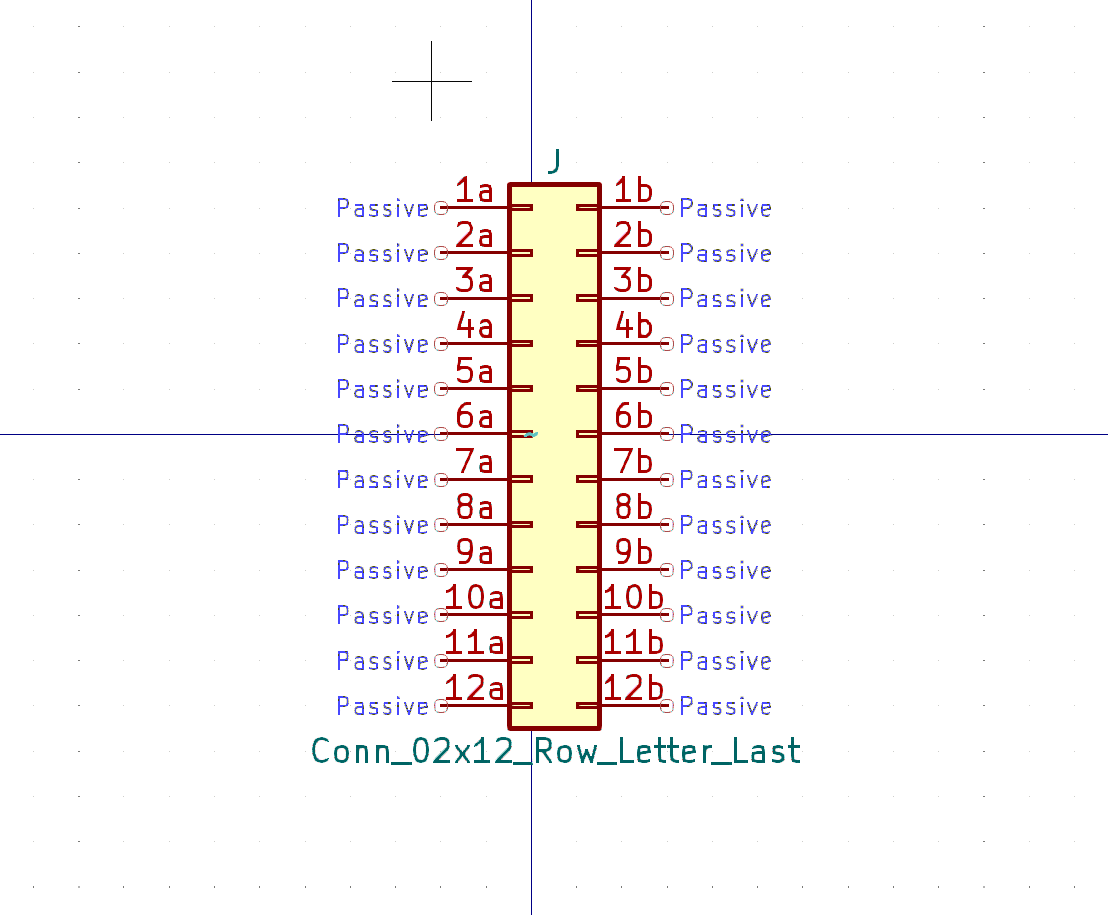 J
Passive 1a 1b Passive
Passive 2a 2b Passive
Passive 3a 3b Passive
Passive 4a 4b Passive
Passive 5a 5b Passive
Passive 6a 6b Passive
Passive 7a 7b Passive
Passive 8a 8b Passive
Passive 9a 9b Passive
Passive 10a 10b Passive
Passive 11a 11b Passive
Passive 12a 12b Passive
Conn_02x12_Row_Letter_Last